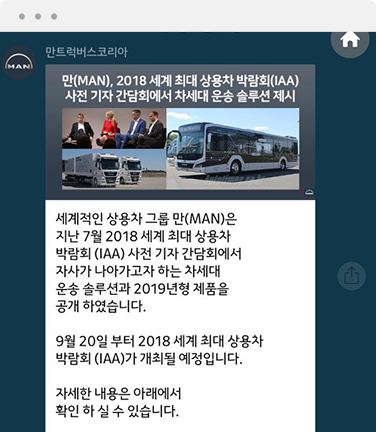 만트럭버스코리아
MAN
만(MAN), 2018 세계 최대 상용차 박람회(IAA)
사전 기자 간담회에서 차세대 운송 솔루션 제시
세계적인 상용차 그룹 만(MAN)은
지난 7월 2018 세계 최대 상용차
박람회 (IAA) 사전 기자 간담회에서
자사가 나아가고자 하는 차세대
운송 솔루션과 2019년형 제품을
공개 하였습니다.
9월 20일 부터 2018 세계 최대 상용차
박람회 (IAA)가 개최될 예정입니다.
자세한 내용은 아래에서
확인 하 실 수 있습니다.